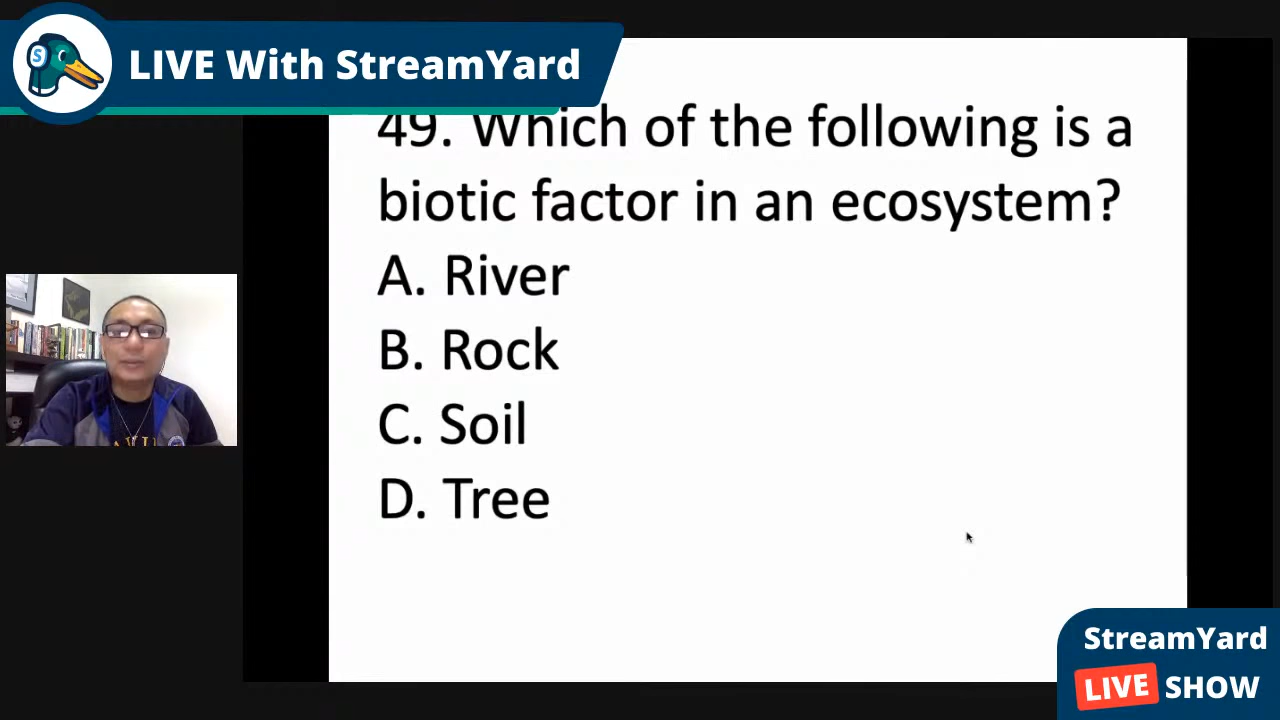 LIVE With StreamYard
49. Which of the following is a
biotic factor in an ecosystem?
A. River
B. Rock
C. Soil
D. Tree
StreamYard
LIVE SHOW